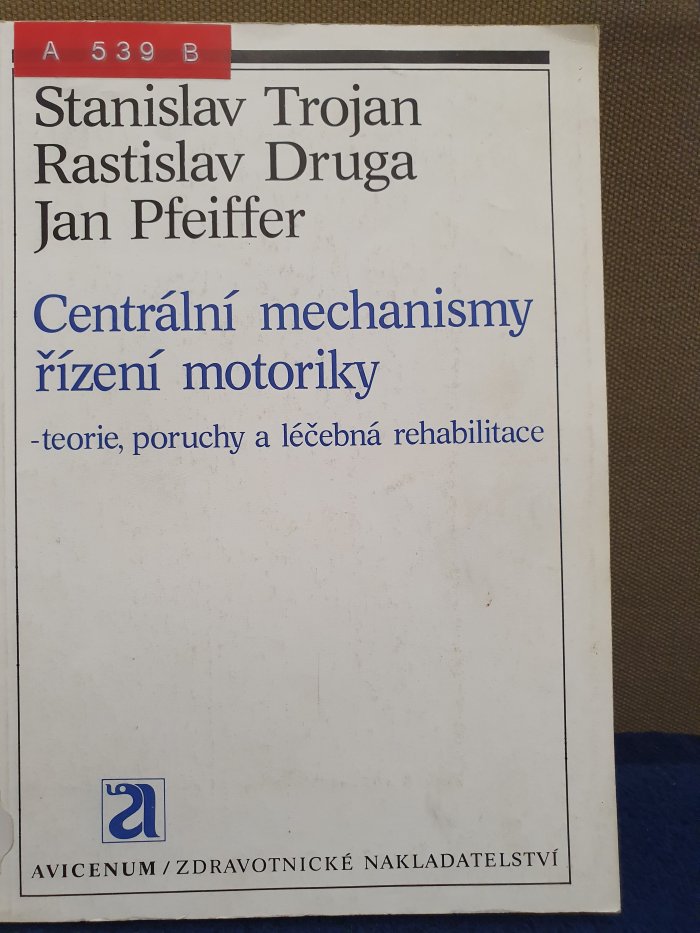 A 539 B
Stanislav Trojan
Rastislav Druga
Jan Pfeiffer
Centrální mechanismy
řízení motoriky
-teorie, poruchy a léčebná rehabilitace
a
AVICENUM / ZDRAVOTNICKÉ NAKLADATELSTVÍ